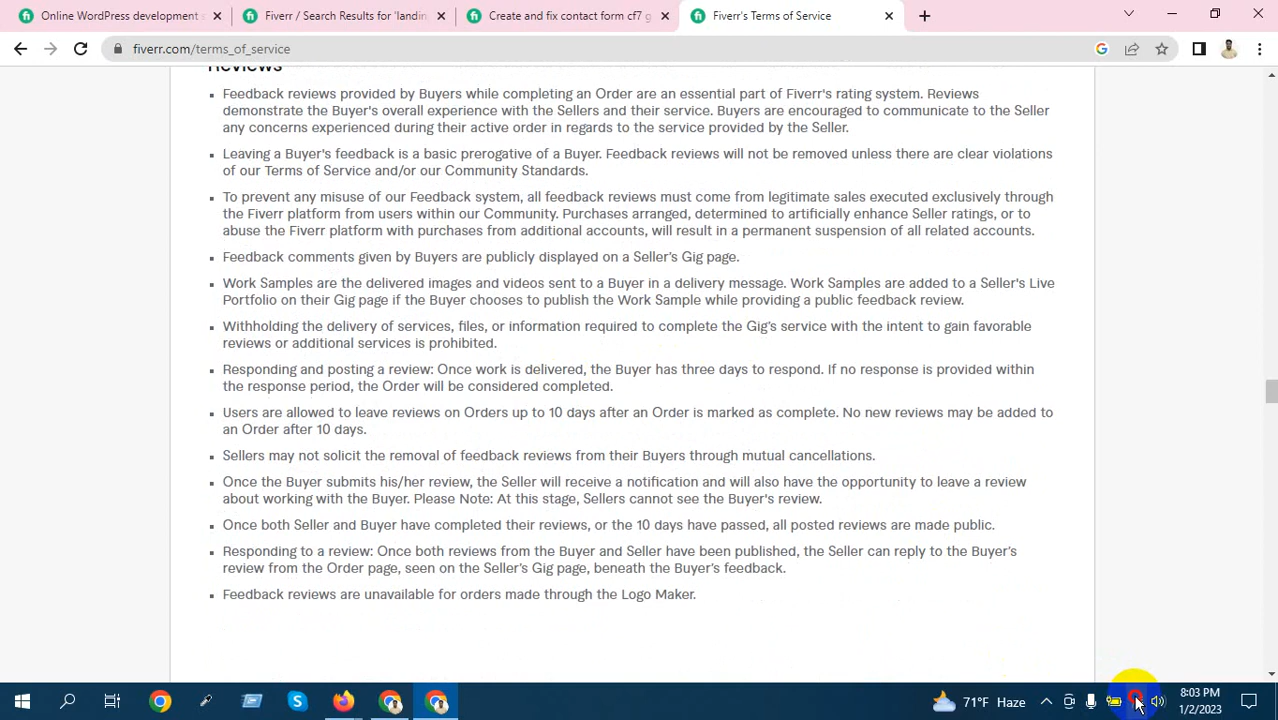 Online WordPress development c
Fiverr / Search Results for 'landin
Create and fix contact form cf7 g
Fiverr's Terms of Service
fiverr.com/terms_of_service
Reviews
Feedback reviews provided by Buyers while completing an Order are an essential part of Fiverr's rating system. Reviews
demonstrate the Buyer's overall experience with the Sellers and their service. Buyers are encouraged to communicate to the Seller
any concerns experienced during their active order in regards to the service provided by the Seller.
Leaving a Buyer's feedback is a basic prerogative of a Buyer. Feedback reviews will not be removed unless there are clear violations
of our Terms of Service and/or our Community Standards.
To prevent any misuse of our Feedback system, all feedback reviews must come from legitimate sales executed exclusively through
the Fiverr platform from users within our Community. Purchases arranged, determined to artificially enhance Seller ratings, or to
abuse the Fiverr platform with purchases from additional accounts, will result in a permanent suspension of all related accounts.
Feedback comments given by Buyers are publicly displayed on a Seller's Gig page.
Work Samples are the delivered images and videos sent to a Buyer in a delivery message. Work Samples are added to a Seller's Live
Portfolio on their Gig page if the Buyer chooses to publish the Work Sample while providing a public feedback review.
Withholding the delivery of services, files, or information required to complete the Gig's service with the intent to gain favorable
reviews or additional services is prohibited.
Responding and posting a review: Once work is delivered, the Buyer has three days to respond. If no response is provided within
the response period, the Order will be considered completed.
Users are allowed to leave reviews on Orders up to 10 days after an Order is marked as complete. No new reviews may be added to
an Order after 10 days.
Sellers may not solicit the removal of feedback reviews from their Buyers through mutual cancellations.
Once the Buyer submits his/her review, the Seller will receive a notification and will also have the opportunity to leave a review
about working with the Buyer. Please Note: At this stage, Sellers cannot see the Buyer's review.
Once both Seller and Buyer have completed their reviews, or the 10 days have passed, all posted reviews are made public.
Responding to a review: Once both reviews from the Buyer and Seller have been published, the Seller can reply to the Buyer's
review from the Order page, seen on the Seller's Gig page, beneath the Buyer's feedback.
Feedback reviews are unavailable for orders made through the Logo Maker.
71°F Haze
8:03 PM
1/2/2023